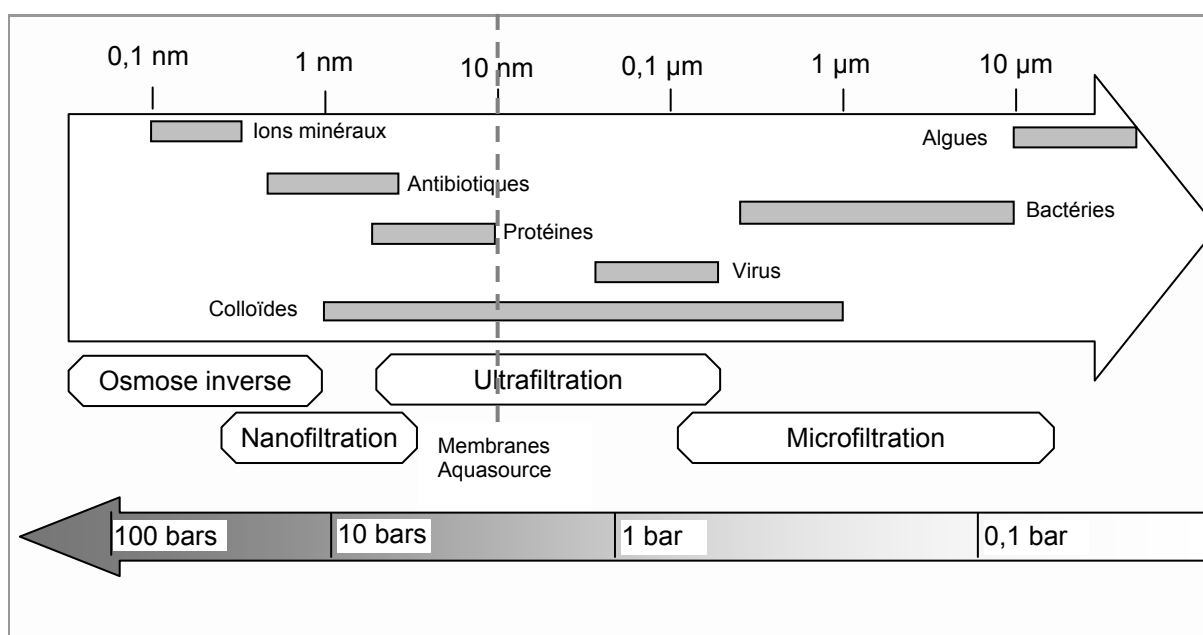 0,1 nm
1 nm
10 nm
0,1 µm
1 µm
10 µm
Ions minéraux
Algues
Antibiotiques
Bactéries
Protéines
Virus
Colloïdes
Osmose inverse
Ultrafiltration
Nanofiltration
Microfiltration
Membranes
Aquasource
100 bars
10 bars
1 bar
0,1 bar